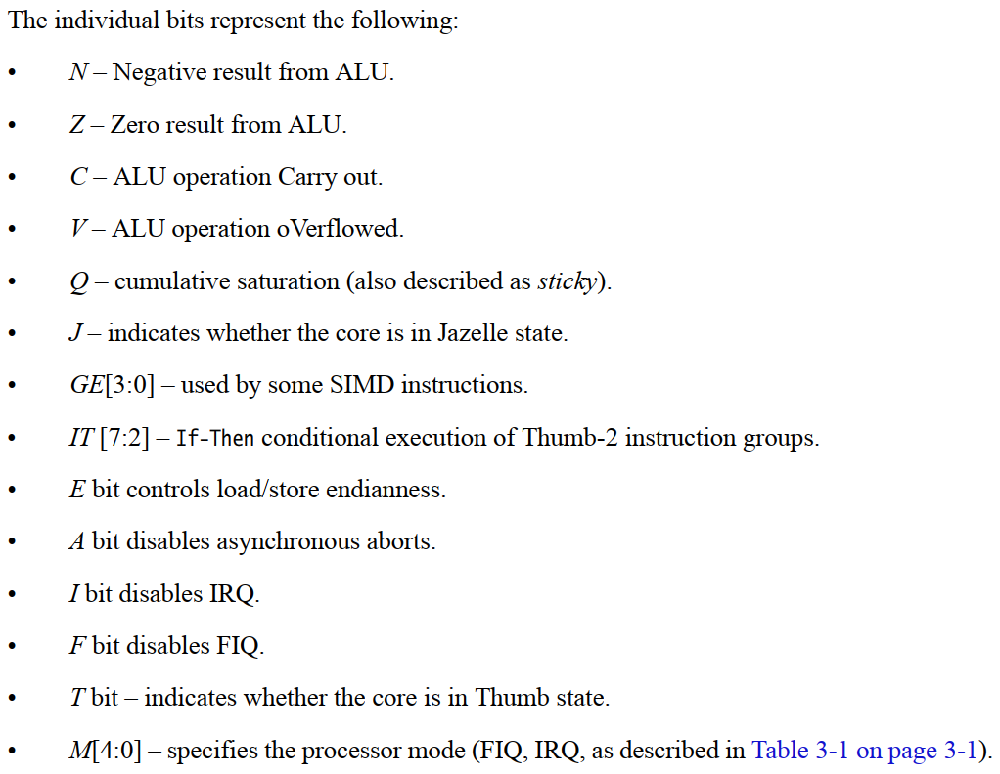 The individual bits represent the following:
• N – Negative result from ALU.
• Z – Zero result from ALU.
• C – ALU operation Carry out.
• V – ALU operation oVerflowed.
• Q – cumulative saturation (also described as sticky).
• J – indicates whether the core is in Jazelle state.
• GE[3:0] – used by some SIMD instructions.
• IT [7:2] – If-Then conditional execution of Thumb-2 instruction groups.
• E bit controls load/store endianness.
• A bit disables asynchronous aborts.
• I bit disables IRQ.
• F bit disables FIQ.
• T bit – indicates whether the core is in Thumb state.
• M[4:0] – specifies the processor mode (FIQ, IRQ, as described in Table 3-1 on page 3-1).